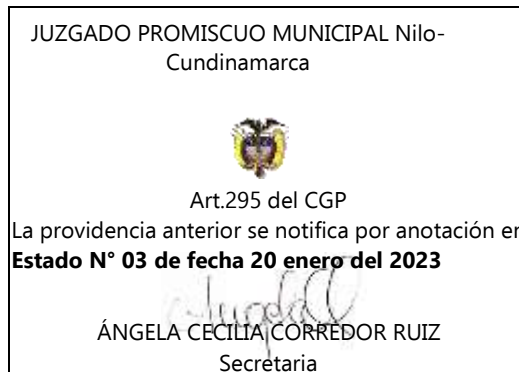 JUZGADO PROMISCUO MUNICIPAL Nilo-
Cundinamarca
Art.295 del CGP
La providencia anterior se notifica por anotación en
Estado N° 03 de fecha 20 enero del 2023
ÁNGELA CECILIA CORREDOR RUIZ
Secretaria